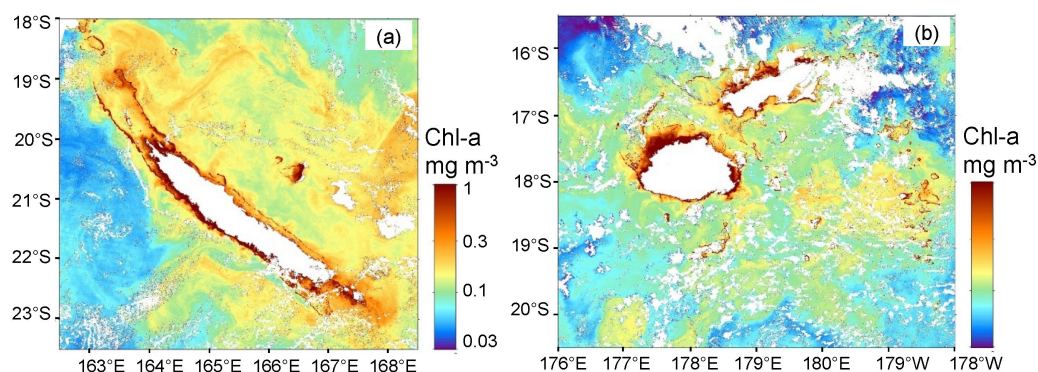 18°S
19°S
20°S
21°S
22°S
23°S
163°E 164°E 165°E 166°E 167°E 168°E
(a)
Chl-a
mg m-3
1
0.3
0.1
0.03
16°S
17°S
18°S
19°S
20°S
176°E 177°E 178°E 179°E 180°E 179°W 178°W
(b)
Chl-a
mg m-3